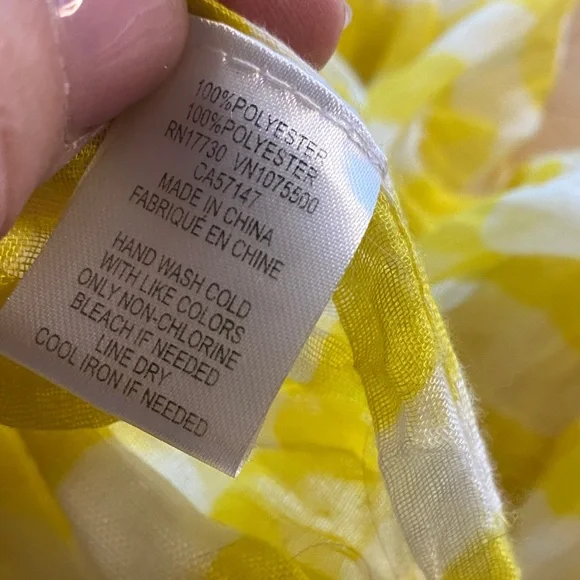 100%POLYESTER
100%POLYESTER
RN17730 VN1075500
CA57147
MADE IN CHINA
FABRIQUÉ EN CHINE
HAND WASH COLD
WITH LIKE COLORS
ONLY NON-CHLORINE
BLEACH IF NEEDED
LINE DRY
COOL IRON IF NEEDED